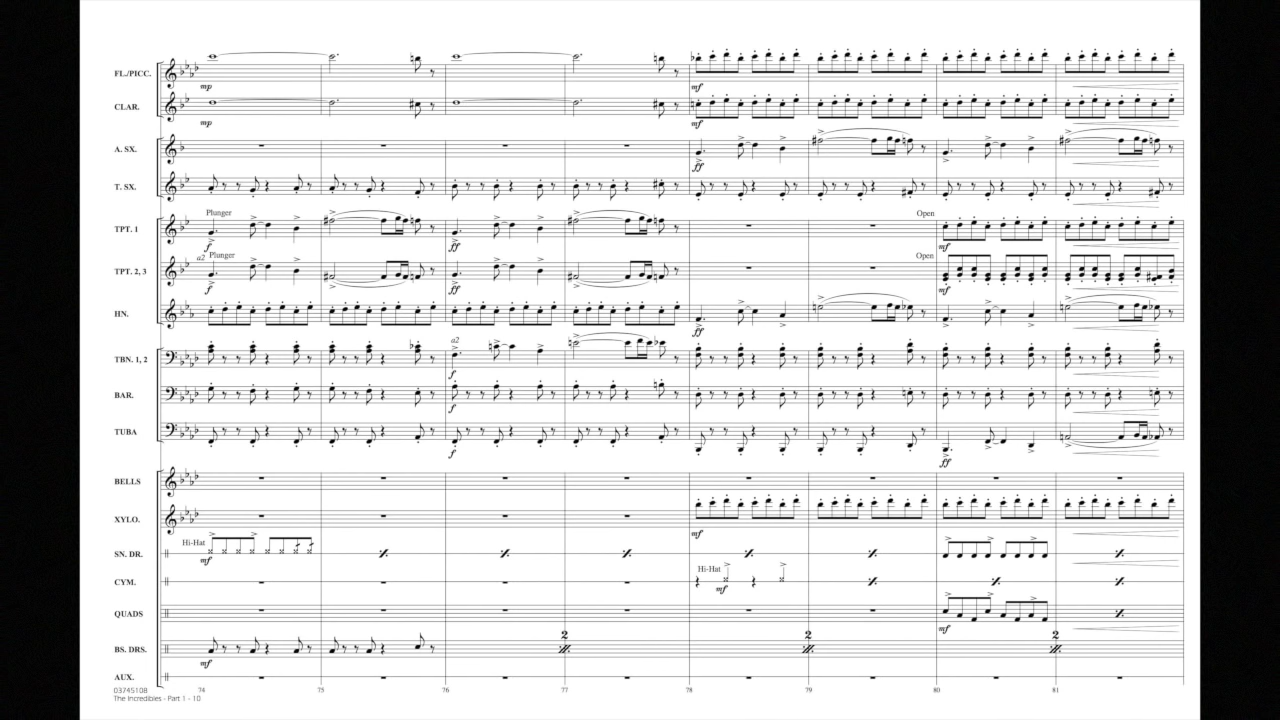 FL./PICC.
mp
mf
CLAR.
mp
mf
A. SX.
ff
T. SX.
Plunger
Open
TPT. 1
f
ff
mf
a2 Plunger
Open
TPT. 2, 3
f
ff
mf
HN.
ff
a2
TBN. 1, 2
f
BAR.
f
TUBA
f
ff
BELLS
XYLO.
mf
Hi-Hat
SN. DR.
mf
Hi-Hat
CYM.
mf
QUADS
mf
2 2 2
BS. DRS.
mf
AUX.
74 75 76 77 78 79 80 81
03745108
The Incredibles - Part 1 - 10